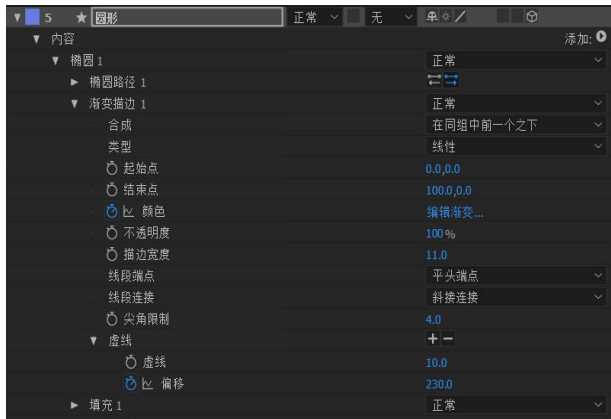 5 圆形 正常 无
内容 添加:
椭圆 1 正常
椭圆路径 1
渐变描边 1 正常
合成 在同组中前一个之下
类型 线性
起始点 0.0,0.0
结束点 100.0,0.0
颜色 编辑渐变...
不透明度 100%
描边宽度 11.0
线段端点 平头端点
线段连接 斜接连接
尖角限制 4.0
虚线
虚线 10.0
偏移 230.0
填充 1 正常